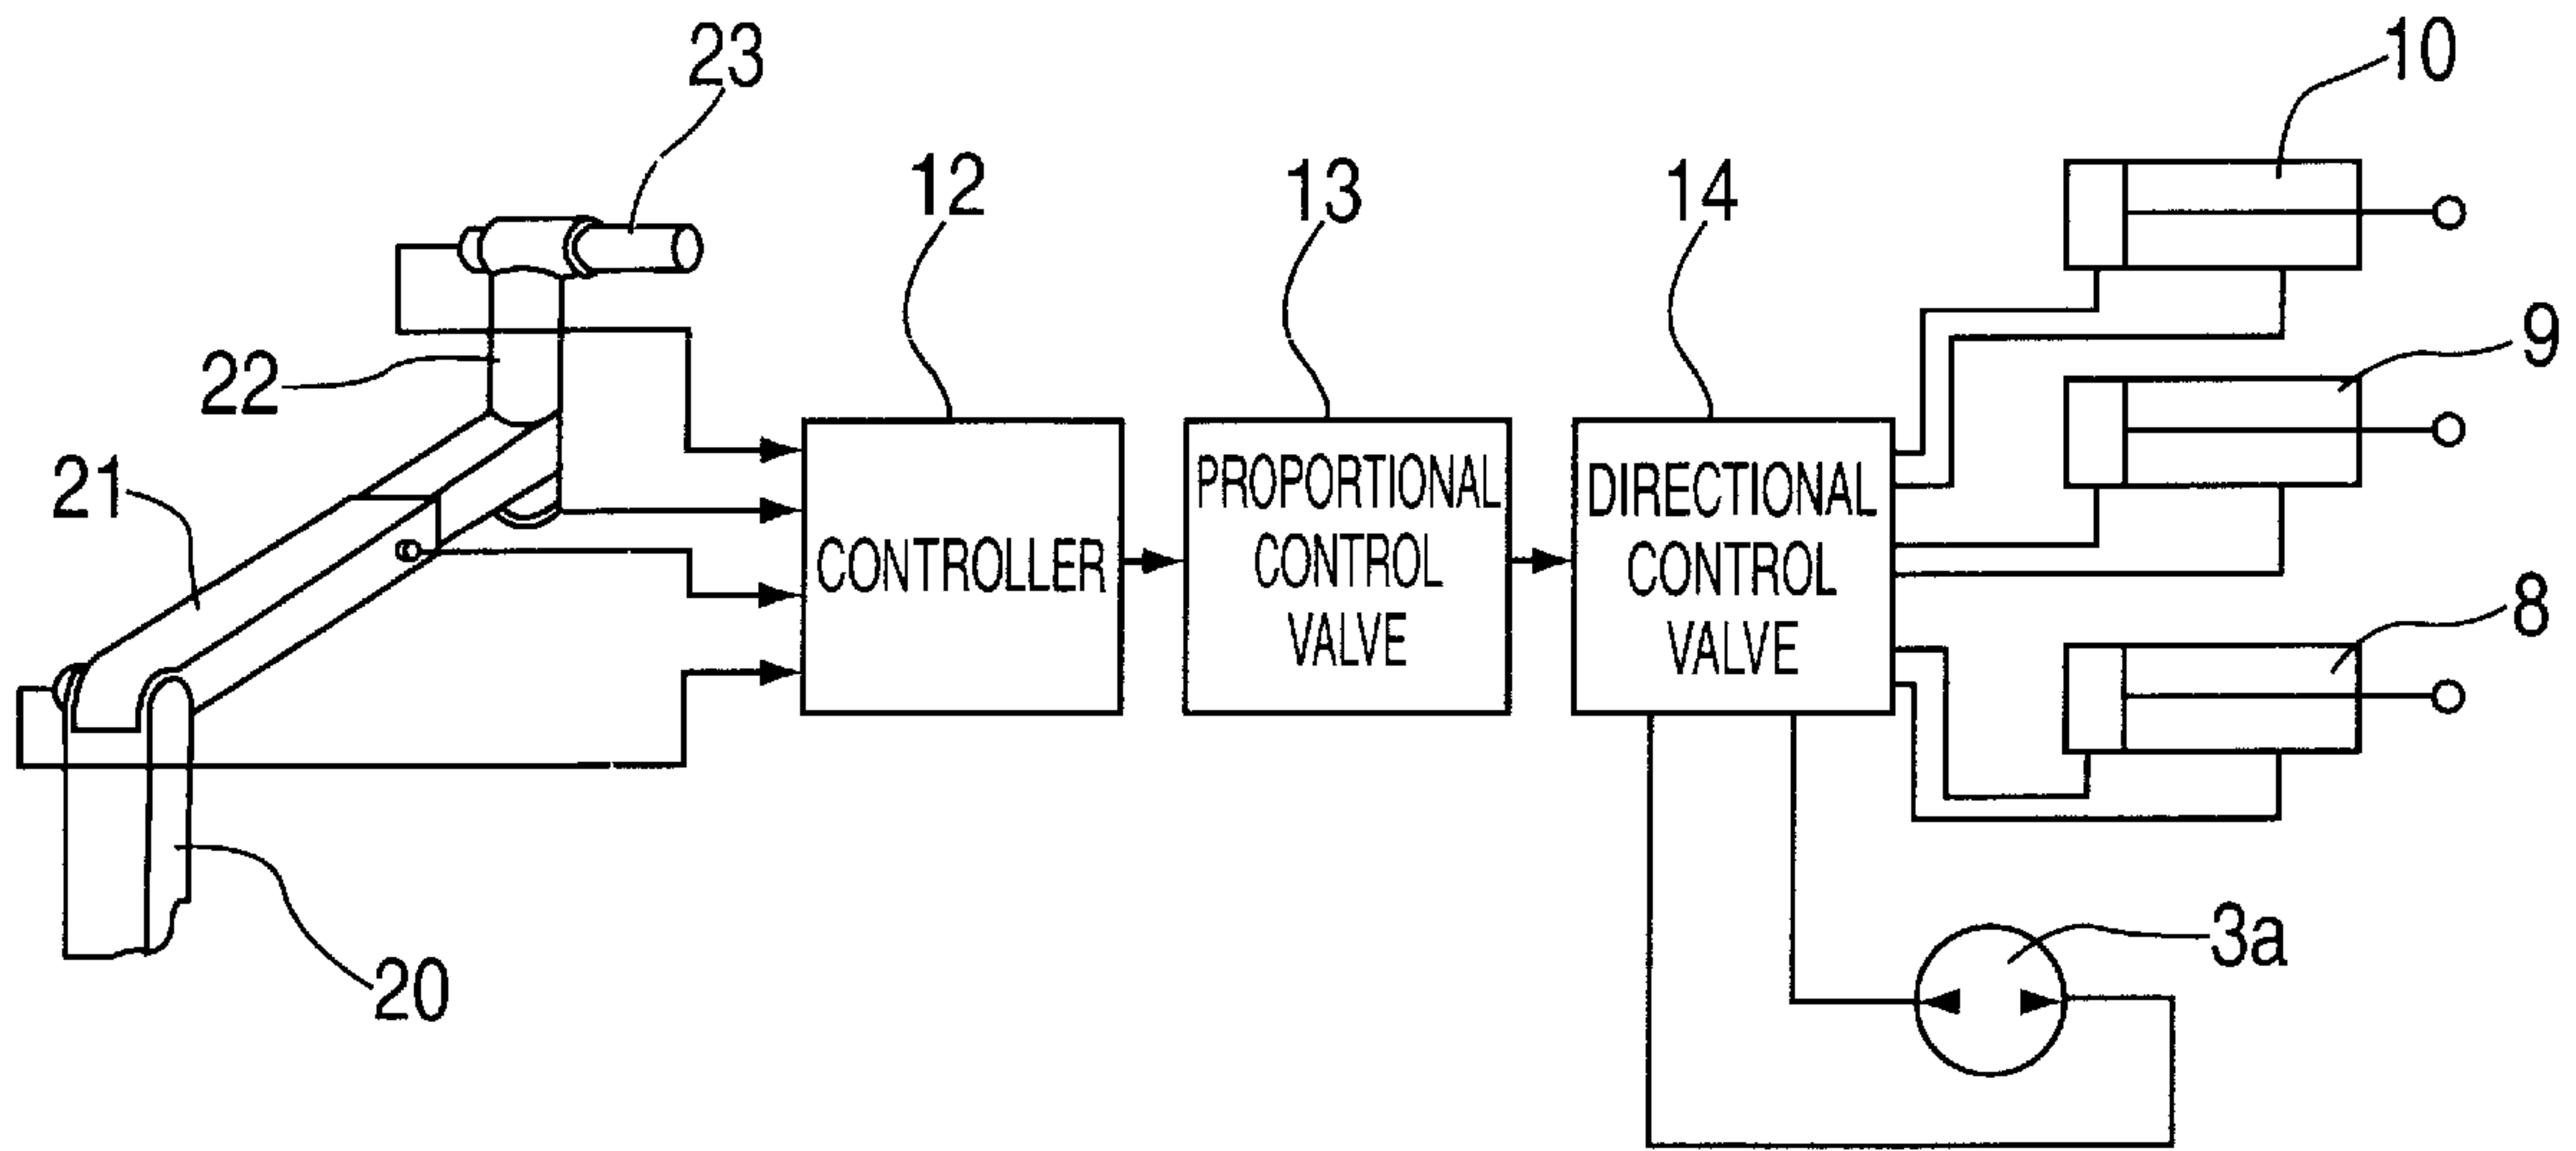 23
10
12
13
14
9
22
21
PROPORTIONAL
CONTROL
VALVE
DIRECTIONAL
CONTROL
VALVE
CONTROLLER
8
3a
20